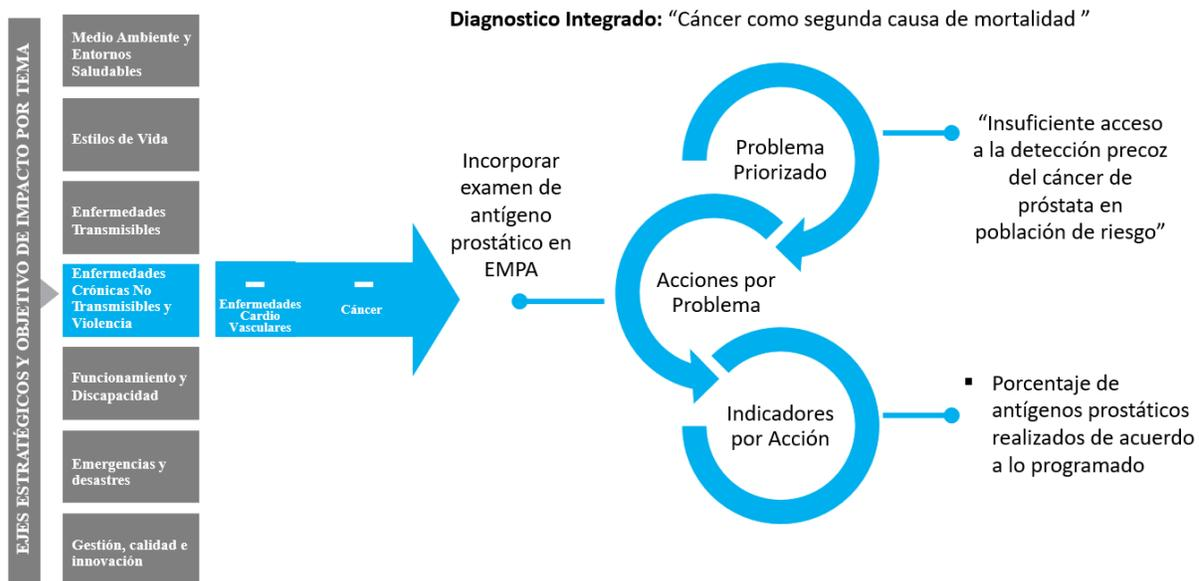 EJES ESTRATÉGICOS Y OBJETIVO DE IMPACTO POR TEMA
Medio Ambiente y
Entornos
Saludables
Estilos de Vida
Enfermedades
Transmisibles
Enfermedades
Crónicas No
Transmisibles y
Violencia
Funcionamiento y
Discapacidad
Emergencias y
desastres
Gestión, calidad e
innovación
Enfermedades
Cardio
Vasculares
Cáncer
Diagnostico Integrado: “Cáncer como segunda causa de mortalidad ”
Incorporar
examen de
antígeno
prostático en
EMPA
Problema
Priorizado
“Insuficiente acceso
a la detección precoz
del cáncer de
próstata en
población de riesgo”
Acciones por
Problema
Indicadores
por Acción
▪ Porcentaje de
antígenos prostáticos
realizados de acuerdo
a lo programado